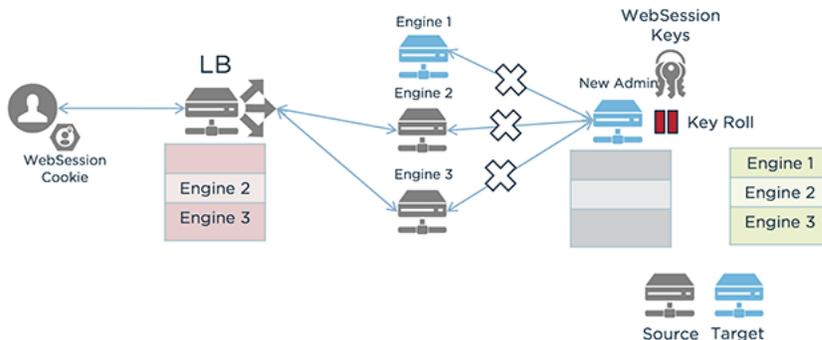 WebSession
Keys
Engine 1
LB
New Admin
Engine 2
Key Roll
WebSession
Cookie
Engine 2
Engine 3
Engine 3
Engine 1
Engine 2
Engine 3
Source
Target